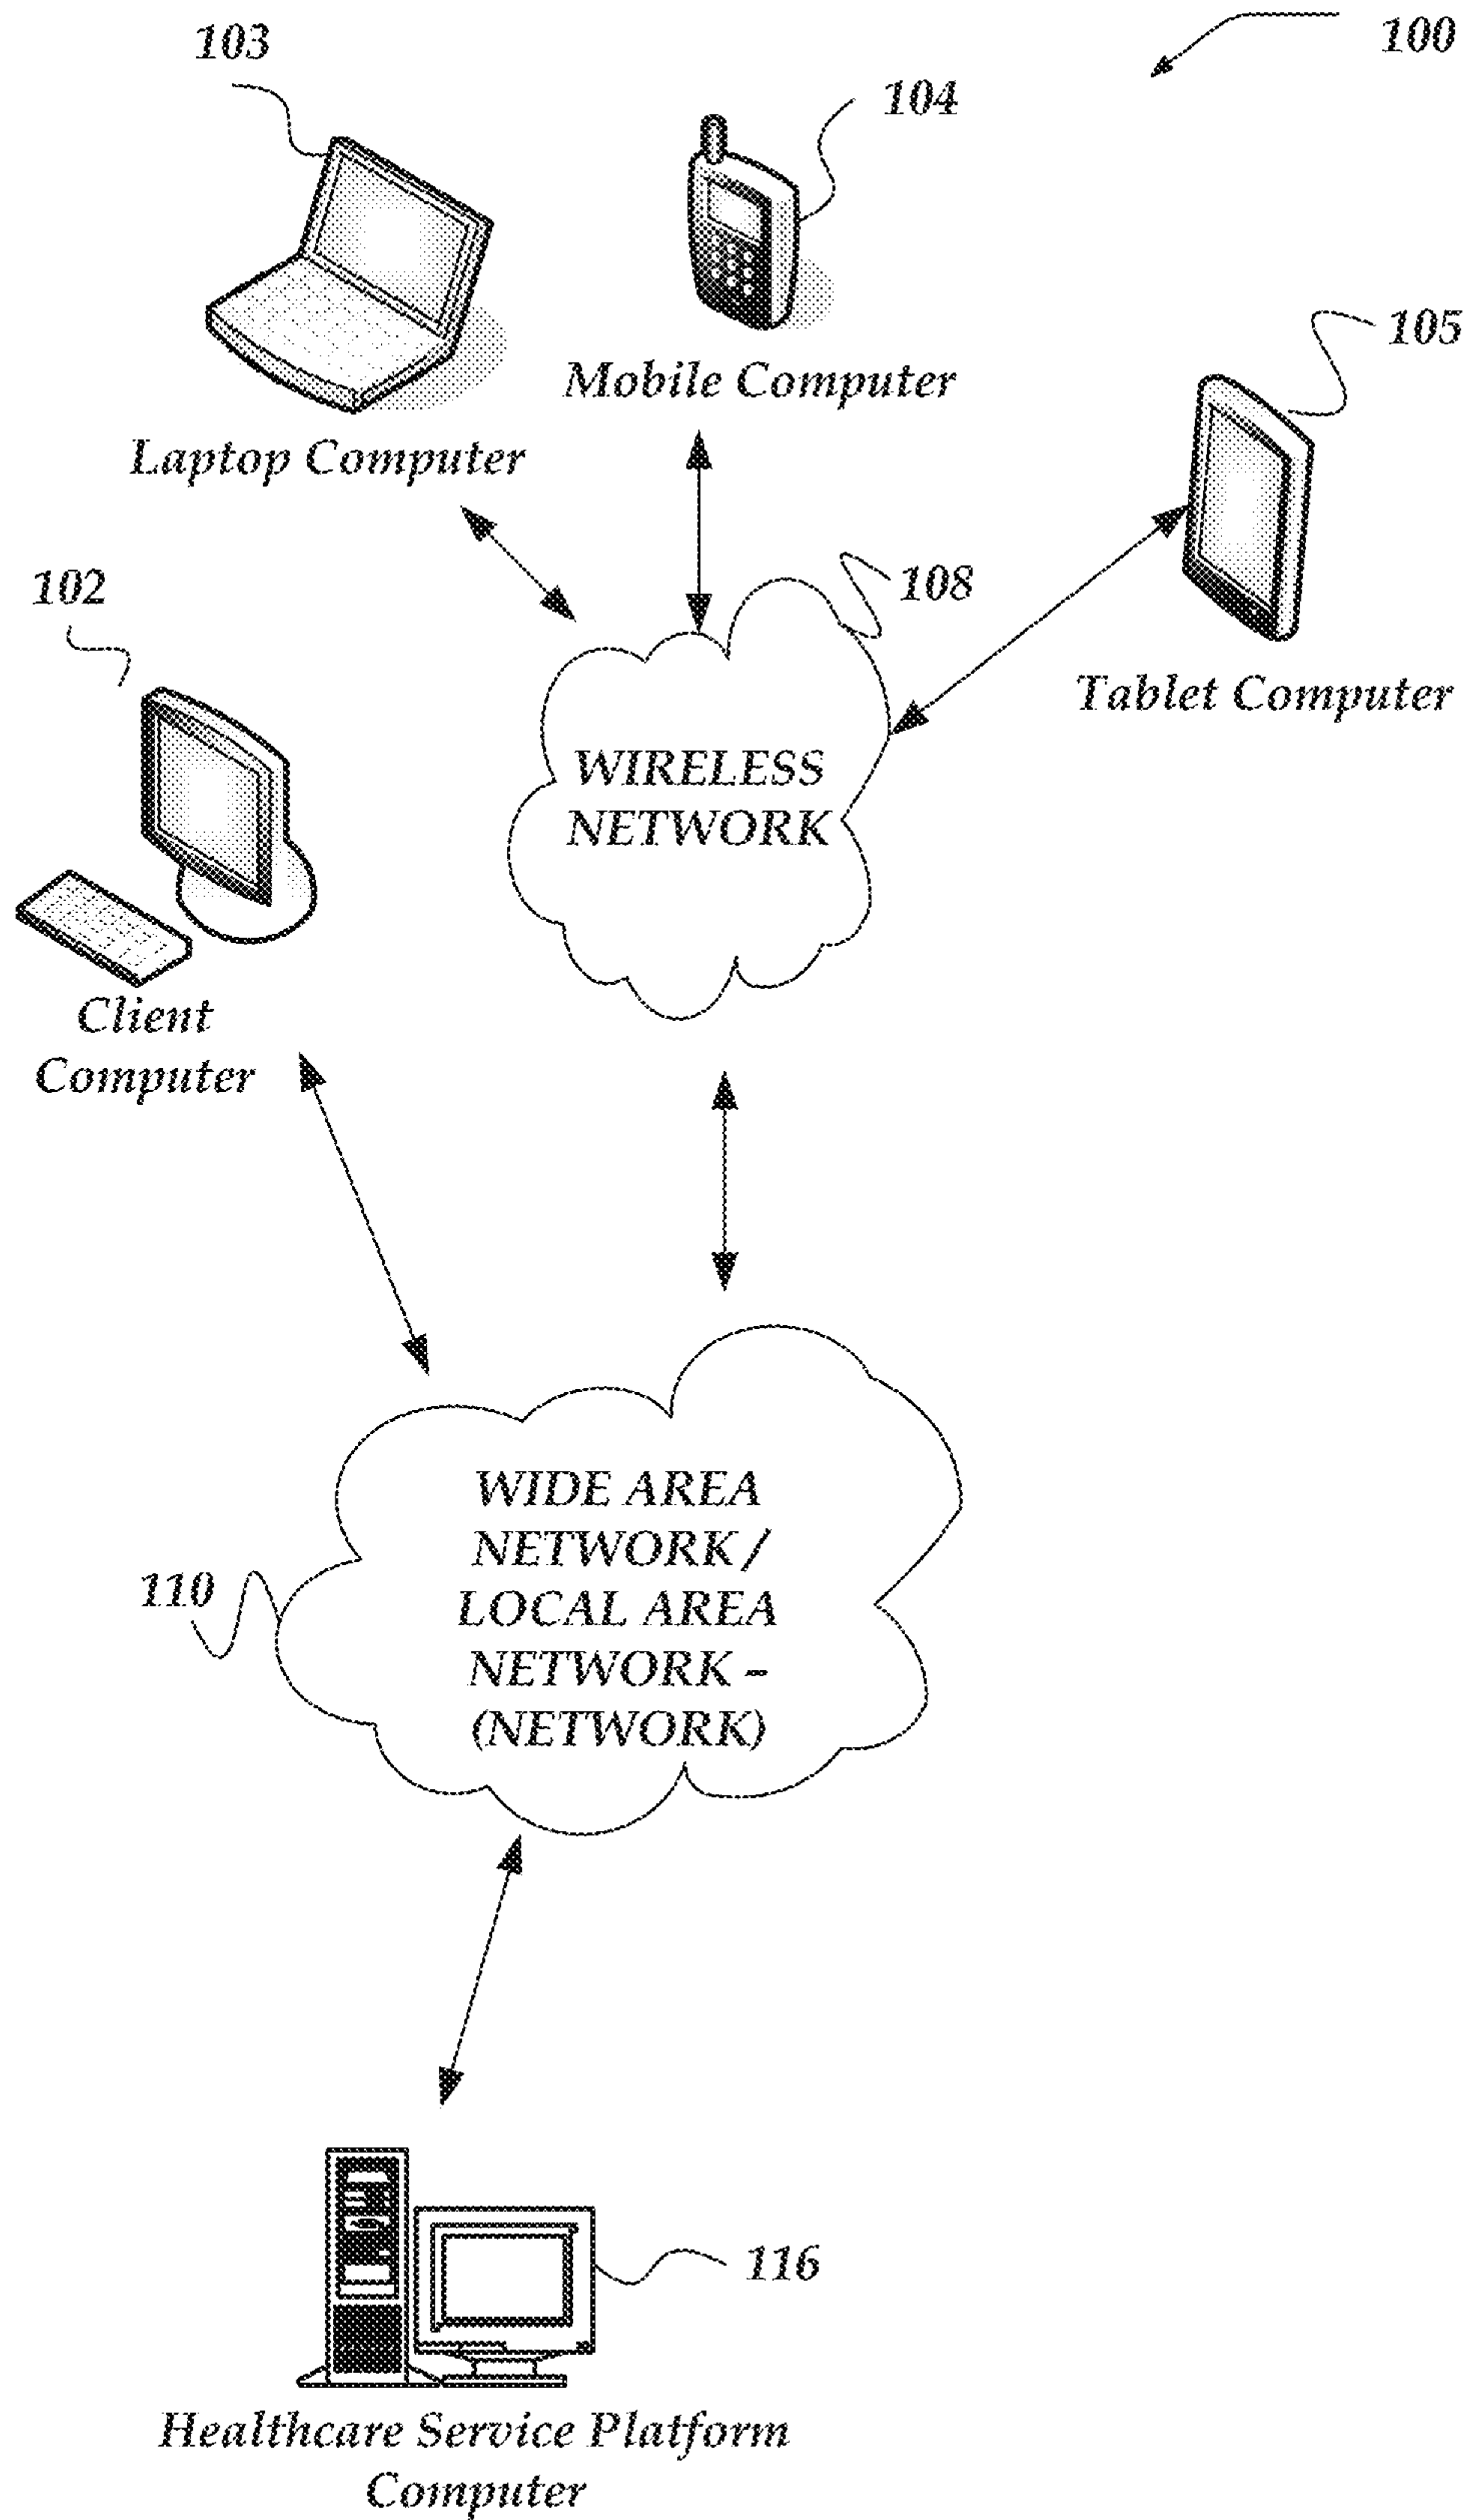 100
103
104
Mobile Computer
105
Laptop Computer
102
108
Tablet Computer
WIRELESS
NETWORK
Client
Computer
WIDE AREA
NETWORK /
LOCAL AREA
NETWORK –
(NETWORK)
110
116
Healthcare Service Platform
Computer